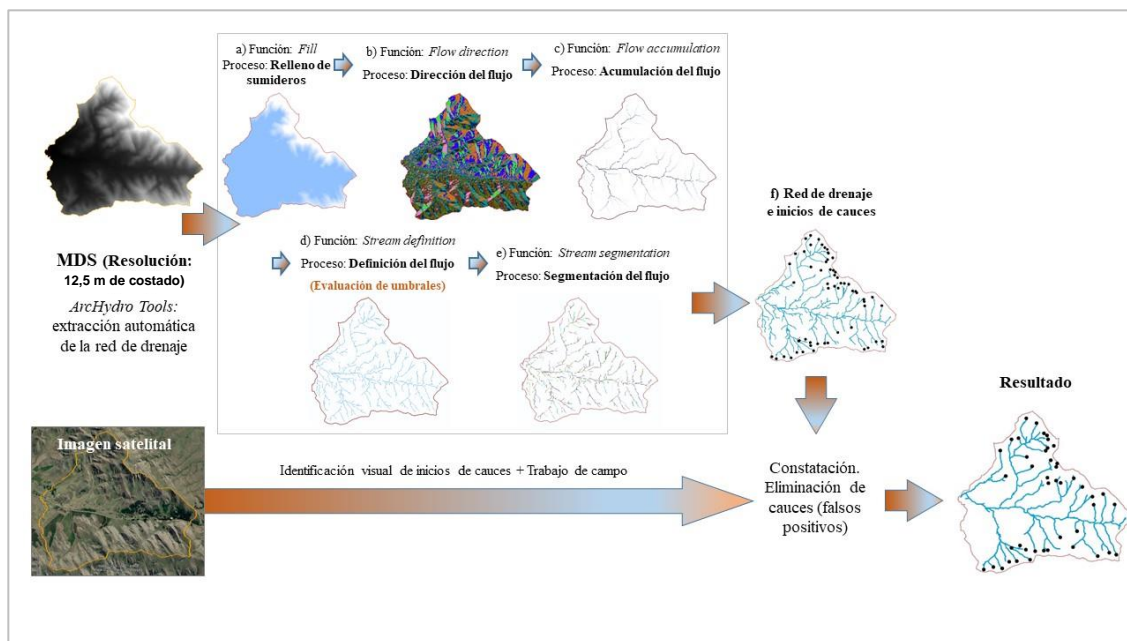 a) Función: Fill
Proceso: Relleno de
sumideros
b) Función: Flow direction
Proceso: Dirección del flujo
c) Función: Flow accumulation
Proceso: Acumulación del flujo
MDS (Resolución:
12,5 m de costado)
ArcHydro Tools:
extracción automática
de la red de drenaje
d) Función: Stream definition
Proceso: Definición del flujo
(Evaluación de umbrales)
e) Función: Stream segmentation
Proceso: Segmentación del flujo
f) Red de drenaje
e inicios de cauces
Imagen satelital
Identificación visual de inicios de cauces + Trabajo de campo
Constatación.
Eliminación de
cauces (falsos
positivos)
Resultado